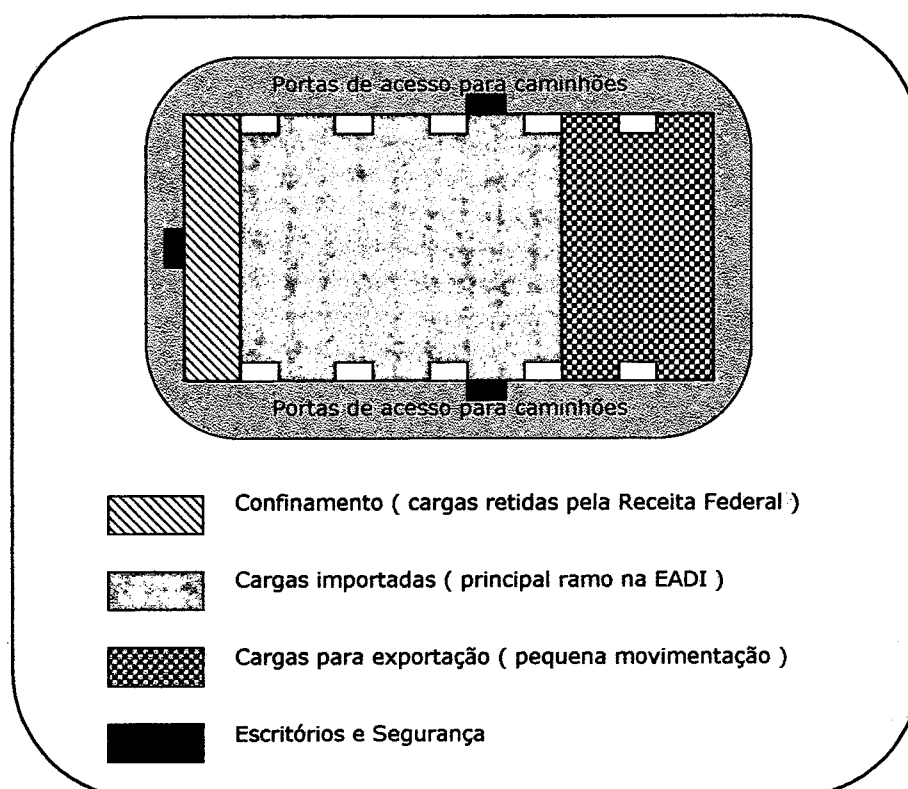 Portas de acesso para caminhões
Portas de acesso para caminhões
Confinamento ( cargas retidas pela Receita Federal )
Cargas importadas ( principal ramo na EADI )
Cargas para exportação ( pequena movimentação )
Escritórios e Segurança